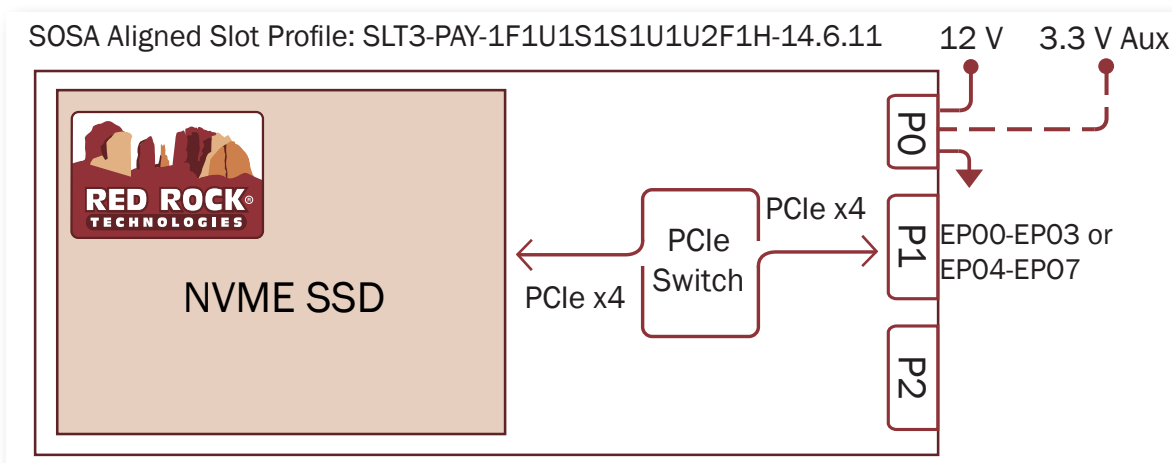 SOSA Aligned Slot Profile: SLT3-PAY-1F1U1S1S1U1U2F1H-14.6.11
12 V
3.3 V Aux
RED ROCK®
TECHNOLOGIES
NVME SSD
PCIe x4
PCIe
Switch
PCIe x4
P0
P1
EP00-EP03 or
EP04-EP07
P2